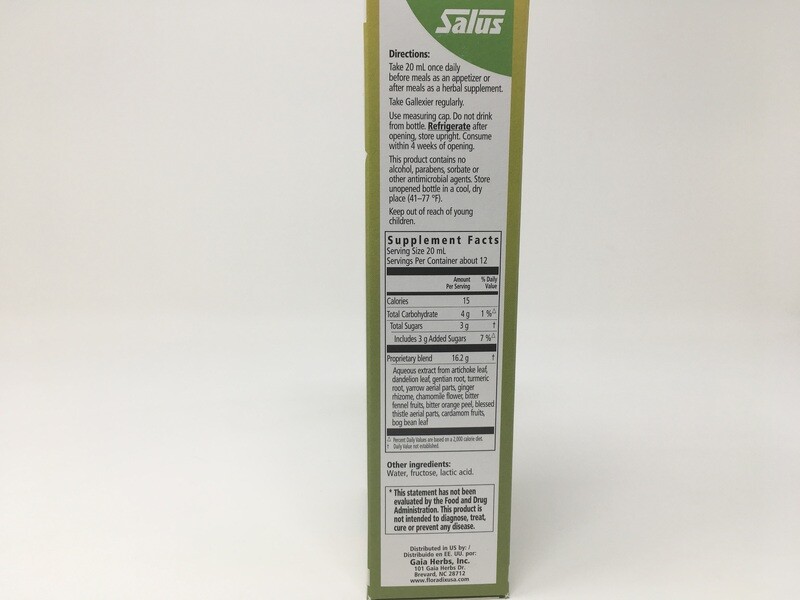 Salus
Directions:
Take 20 mL once daily
before meals as an appetizer or
after meals as a herbal supplement.
Take Gallexier regularly.
Use measuring cap. Do not drink
from bottle. Refrigerate after
opening, store upright. Consume
within 4 weeks of opening.
This product contains no
alcohol, parabens, sorbate or
other antimicrobial agents. Store
unopened bottle in a cool, dry
place (41–77 °F).
Keep out of reach of young
children.
Supplement Facts
Serving Size 20 mL
Servings Per Container about 12
Amount % Daily
Per Serving Value
Calories 15
Total Carbohydrate 4 g 1 %△
Total Sugars 3 g †
Includes 3 g Added Sugars 7 %△
Proprietary blend 16.2 g †
Aqueous extract from artichoke leaf,
dandelion leaf, gentian root, turmeric
root, yarrow aerial parts, ginger
rhizome, chamomile flower, bitter
fennel fruits, bitter orange peel, blessed
thistle aerial parts, cardamom fruits,
bog bean leaf
△ Percent Daily Values are based on a 2,000 calorie diet.
† Daily Value not established.
Other ingredients:
Water, fructose, lactic acid.
* This statement has not been
evaluated by the Food and Drug
Administration. This product is
not intended to diagnose, treat,
cure or prevent any disease.
Distributed in US by: /
Distribuido en EE. UU. por:
Gaia Herbs, Inc.
101 Gaia Herbs Dr.
Brevard, NC 28712
www.floradixusa.com